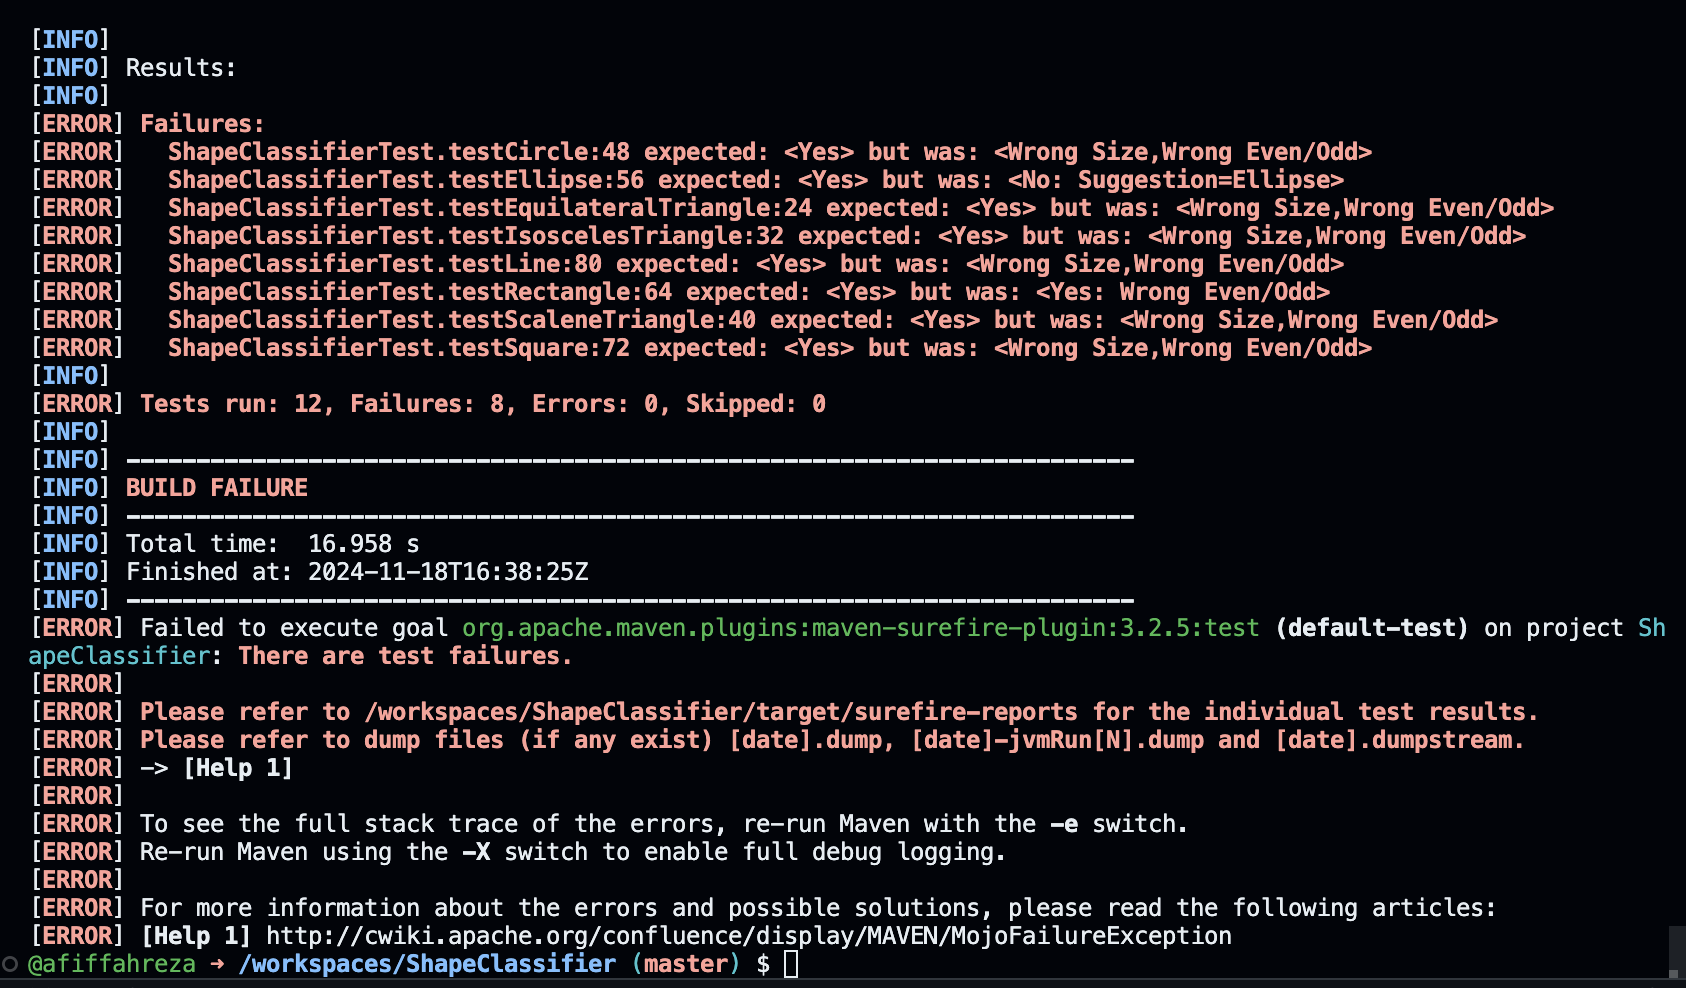 [INFO]
[INFO] Results:
[INFO]
[ERROR] Failures:
[ERROR]   ShapeClassifierTest.testCircle:48 expected: <Yes> but was: <Wrong Size,Wrong Even/Odd>
[ERROR]   ShapeClassifierTest.testEllipse:56 expected: <Yes> but was: <No: Suggestion=Ellipse>
[ERROR]   ShapeClassifierTest.testEquilateralTriangle:24 expected: <Yes> but was: <Wrong Size,Wrong Even/Odd>
[ERROR]   ShapeClassifierTest.testIsoscelesTriangle:32 expected: <Yes> but was: <Wrong Size,Wrong Even/Odd>
[ERROR]   ShapeClassifierTest.testLine:80 expected: <Yes> but was: <Wrong Size,Wrong Even/Odd>
[ERROR]   ShapeClassifierTest.testRectangle:64 expected: <Yes> but was: <Yes: Wrong Even/Odd>
[ERROR]   ShapeClassifierTest.testScaleneTriangle:40 expected: <Yes> but was: <Wrong Size,Wrong Even/Odd>
[ERROR]   ShapeClassifierTest.testSquare:72 expected: <Yes> but was: <Wrong Size,Wrong Even/Odd>
[INFO]
[ERROR] Tests run: 12, Failures: 8, Errors: 0, Skipped: 0
[INFO]
[INFO] ------------------------------------------------------------------------
[INFO] BUILD FAILURE
[INFO] ------------------------------------------------------------------------
[INFO] Total time:  16.958 s
[INFO] Finished at: 2024-11-18T16:38:25Z
[INFO] ------------------------------------------------------------------------
[ERROR] Failed to execute goal org.apache.maven.plugins:maven-surefire-plugin:3.2.5:test (default-test) on project Sh
apeClassifier: There are test failures.
[ERROR]
[ERROR] Please refer to /workspaces/ShapeClassifier/target/surefire-reports for the individual test results.
[ERROR] Please refer to dump files (if any exist) [date].dump, [date]-jvmRun[N].dump and [date].dumpstream.
[ERROR] -> [Help 1]
[ERROR]
[ERROR] To see the full stack trace of the errors, re-run Maven with the -e switch.
[ERROR] Re-run Maven using the -X switch to enable full debug logging.
[ERROR]
[ERROR] For more information about the errors and possible solutions, please read the following articles:
[ERROR] [Help 1] http://cwiki.apache.org/confluence/display/MAVEN/MojoFailureException
@afiffahreza ➜ /workspaces/ShapeClassifier (master) $